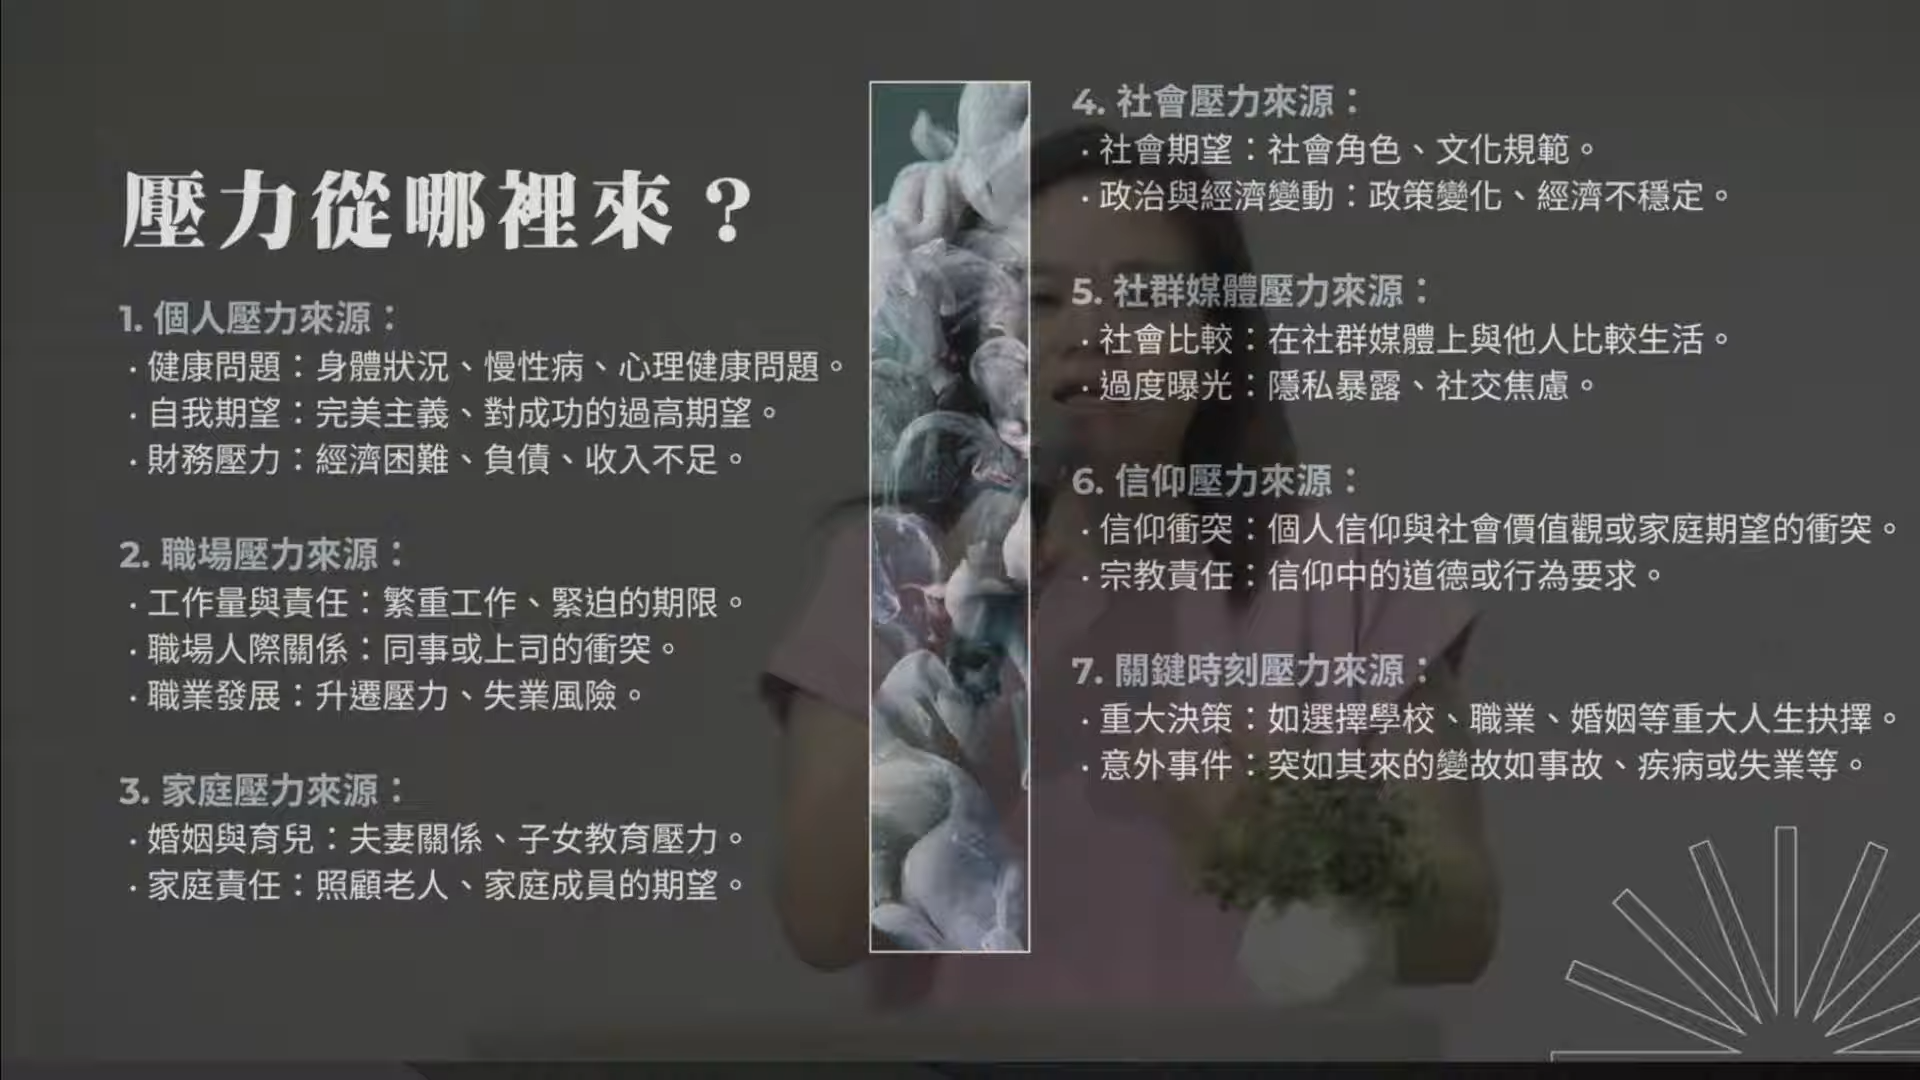 壓力從哪裡來？
1. 個人壓力來源：
· 健康問題：身體狀況、慢性病、心理健康問題。
· 自我期望：完美主義、對成功的過高期望。
· 財務壓力：經濟困難、負債、收入不足。
2. 職場壓力來源：
· 工作量與責任：繁重工作、緊迫的期限。
· 職場人際關係：同事或上司的衝突。
· 職業發展：升遷壓力、失業風險。
3. 家庭壓力來源：
· 婚姻與育兒：夫妻關係、子女教育壓力。
· 家庭責任：照顧老人、家庭成員的期望。
4. 社會壓力來源：
· 社會期望：社會角色、文化規範。
· 政治與經濟變動：政策變化、經濟不穩定。
5. 社群媒體壓力來源：
· 社會比較：在社群媒體上與他人比較生活。
· 過度曝光：隱私暴露、社交焦慮。
6. 信仰壓力來源：
· 信仰衝突：個人信仰與社會價值觀或家庭期望的衝突。
· 宗教責任：信仰中的道德或行為要求。
7. 關鍵時刻壓力來源：
· 重大決策：如選擇學校、職業、婚姻等重大人生抉擇。
· 意外事件：突如其來的變故如事故、疾病或失業等。